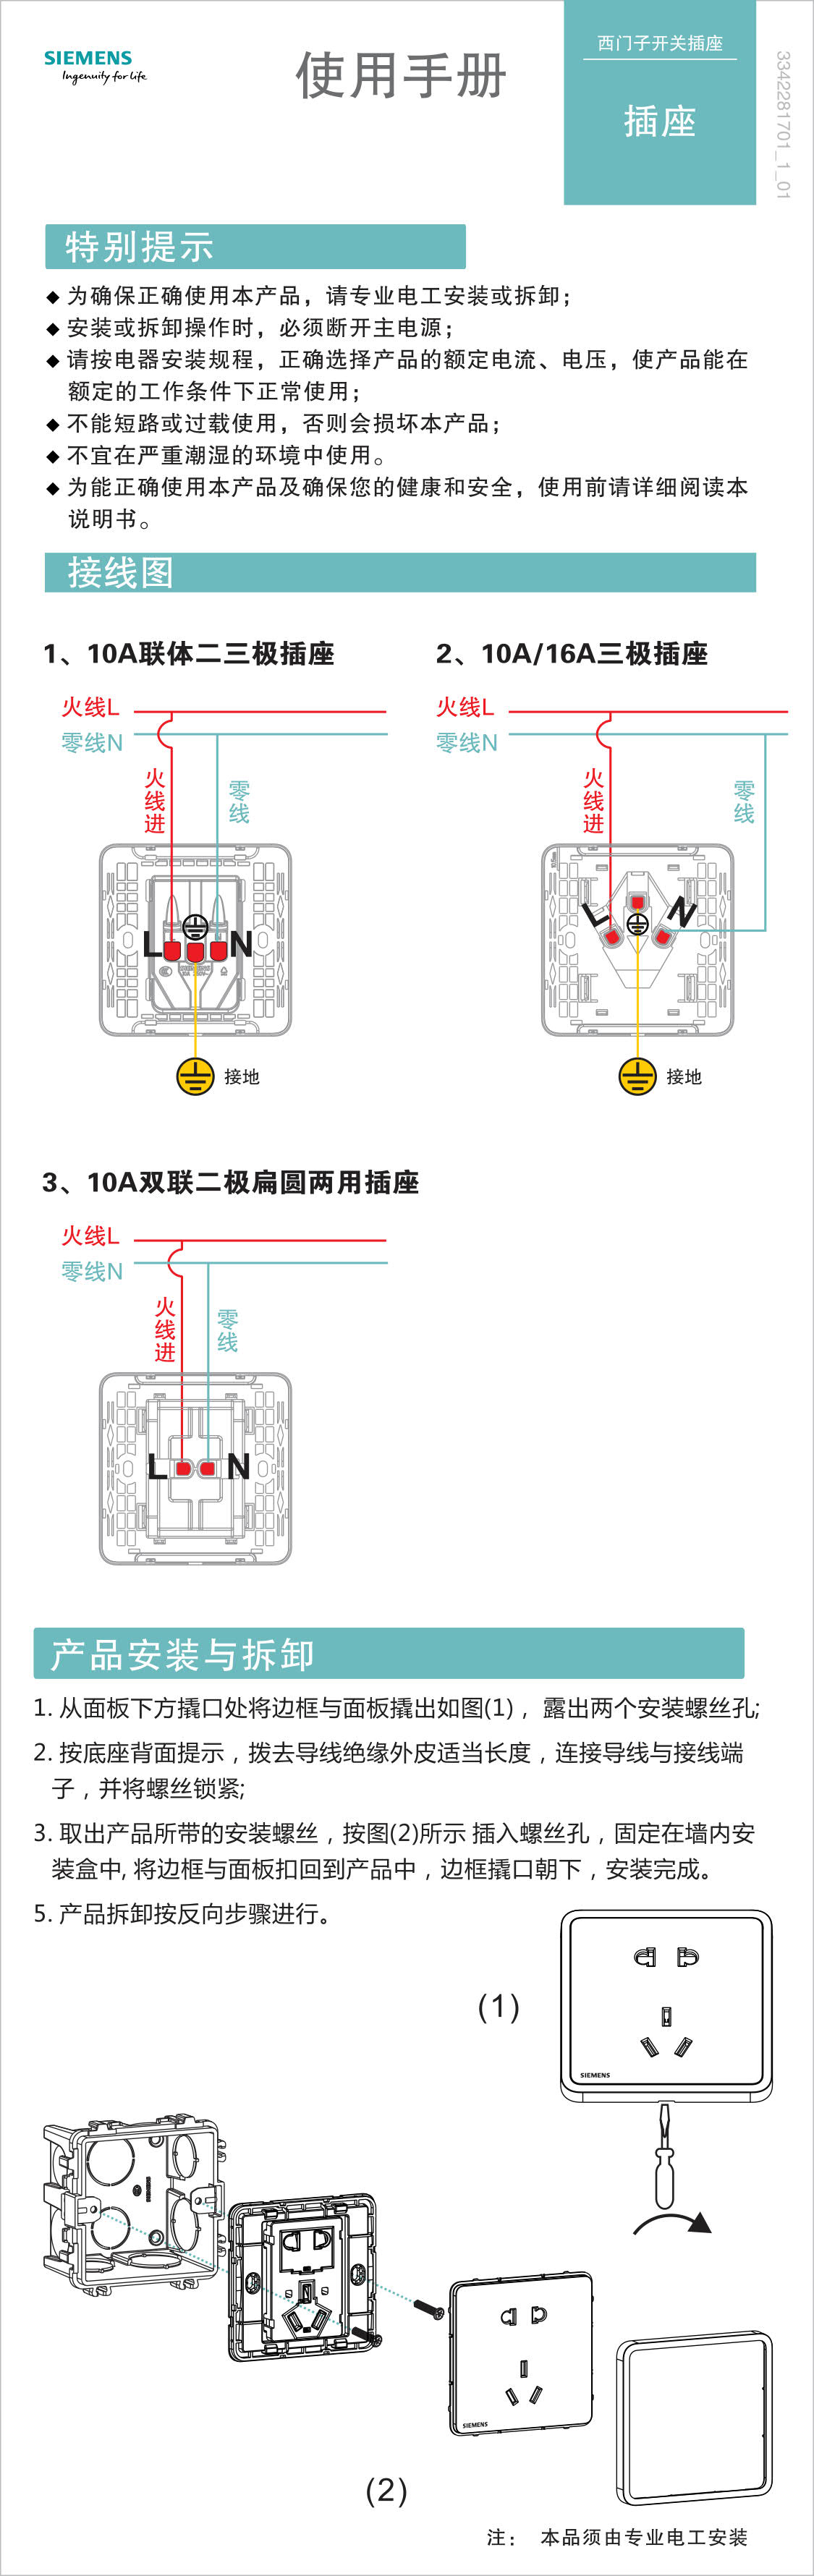 SIEMENS
Ingenuity for life
使用手册
西门子开关插座
插座
3342281701_1_01
特别提示
◆ 为确保正确使用本产品，请专业电工安装或拆卸；
◆ 安装或拆卸操作时，必须断开主电源；
◆ 请按电器安装规程，正确选择产品的额定电流、电压，使产品能在
额定的工作条件下正常使用；
◆ 不能短路或过载使用，否则会损坏本产品；
◆ 不宜在严重潮湿的环境中使用。
◆ 为能正确使用本产品及确保您的健康和安全，使用前请详细阅读本
说明书。
接线图
1、10A联体二三极插座
火线L
零线N
火线进
零线
L N
接地
2、10A/16A三极插座
火线L
零线N
火线进
零线
L N
接地
3、10A双联二极扁圆两用插座
火线L
零线N
火线进
零线
L N
产品安装与拆卸
1. 从面板下方撬口处将边框与面板撬出如图(1)， 露出两个安装螺丝孔;
2. 按底座背面提示，拨去导线绝缘外皮适当长度，连接导线与接线端
子，并将螺丝锁紧;
3. 取出产品所带的安装螺丝，按图(2)所示 插入螺丝孔，固定在墙内安
装盒中, 将边框与面板扣回到产品中，边框撬口朝下，安装完成。
5. 产品拆卸按反向步骤进行。
(1)
SIEMENS
SIEMENS
SIEMENS
(2)
注： 本品须由专业电工安装